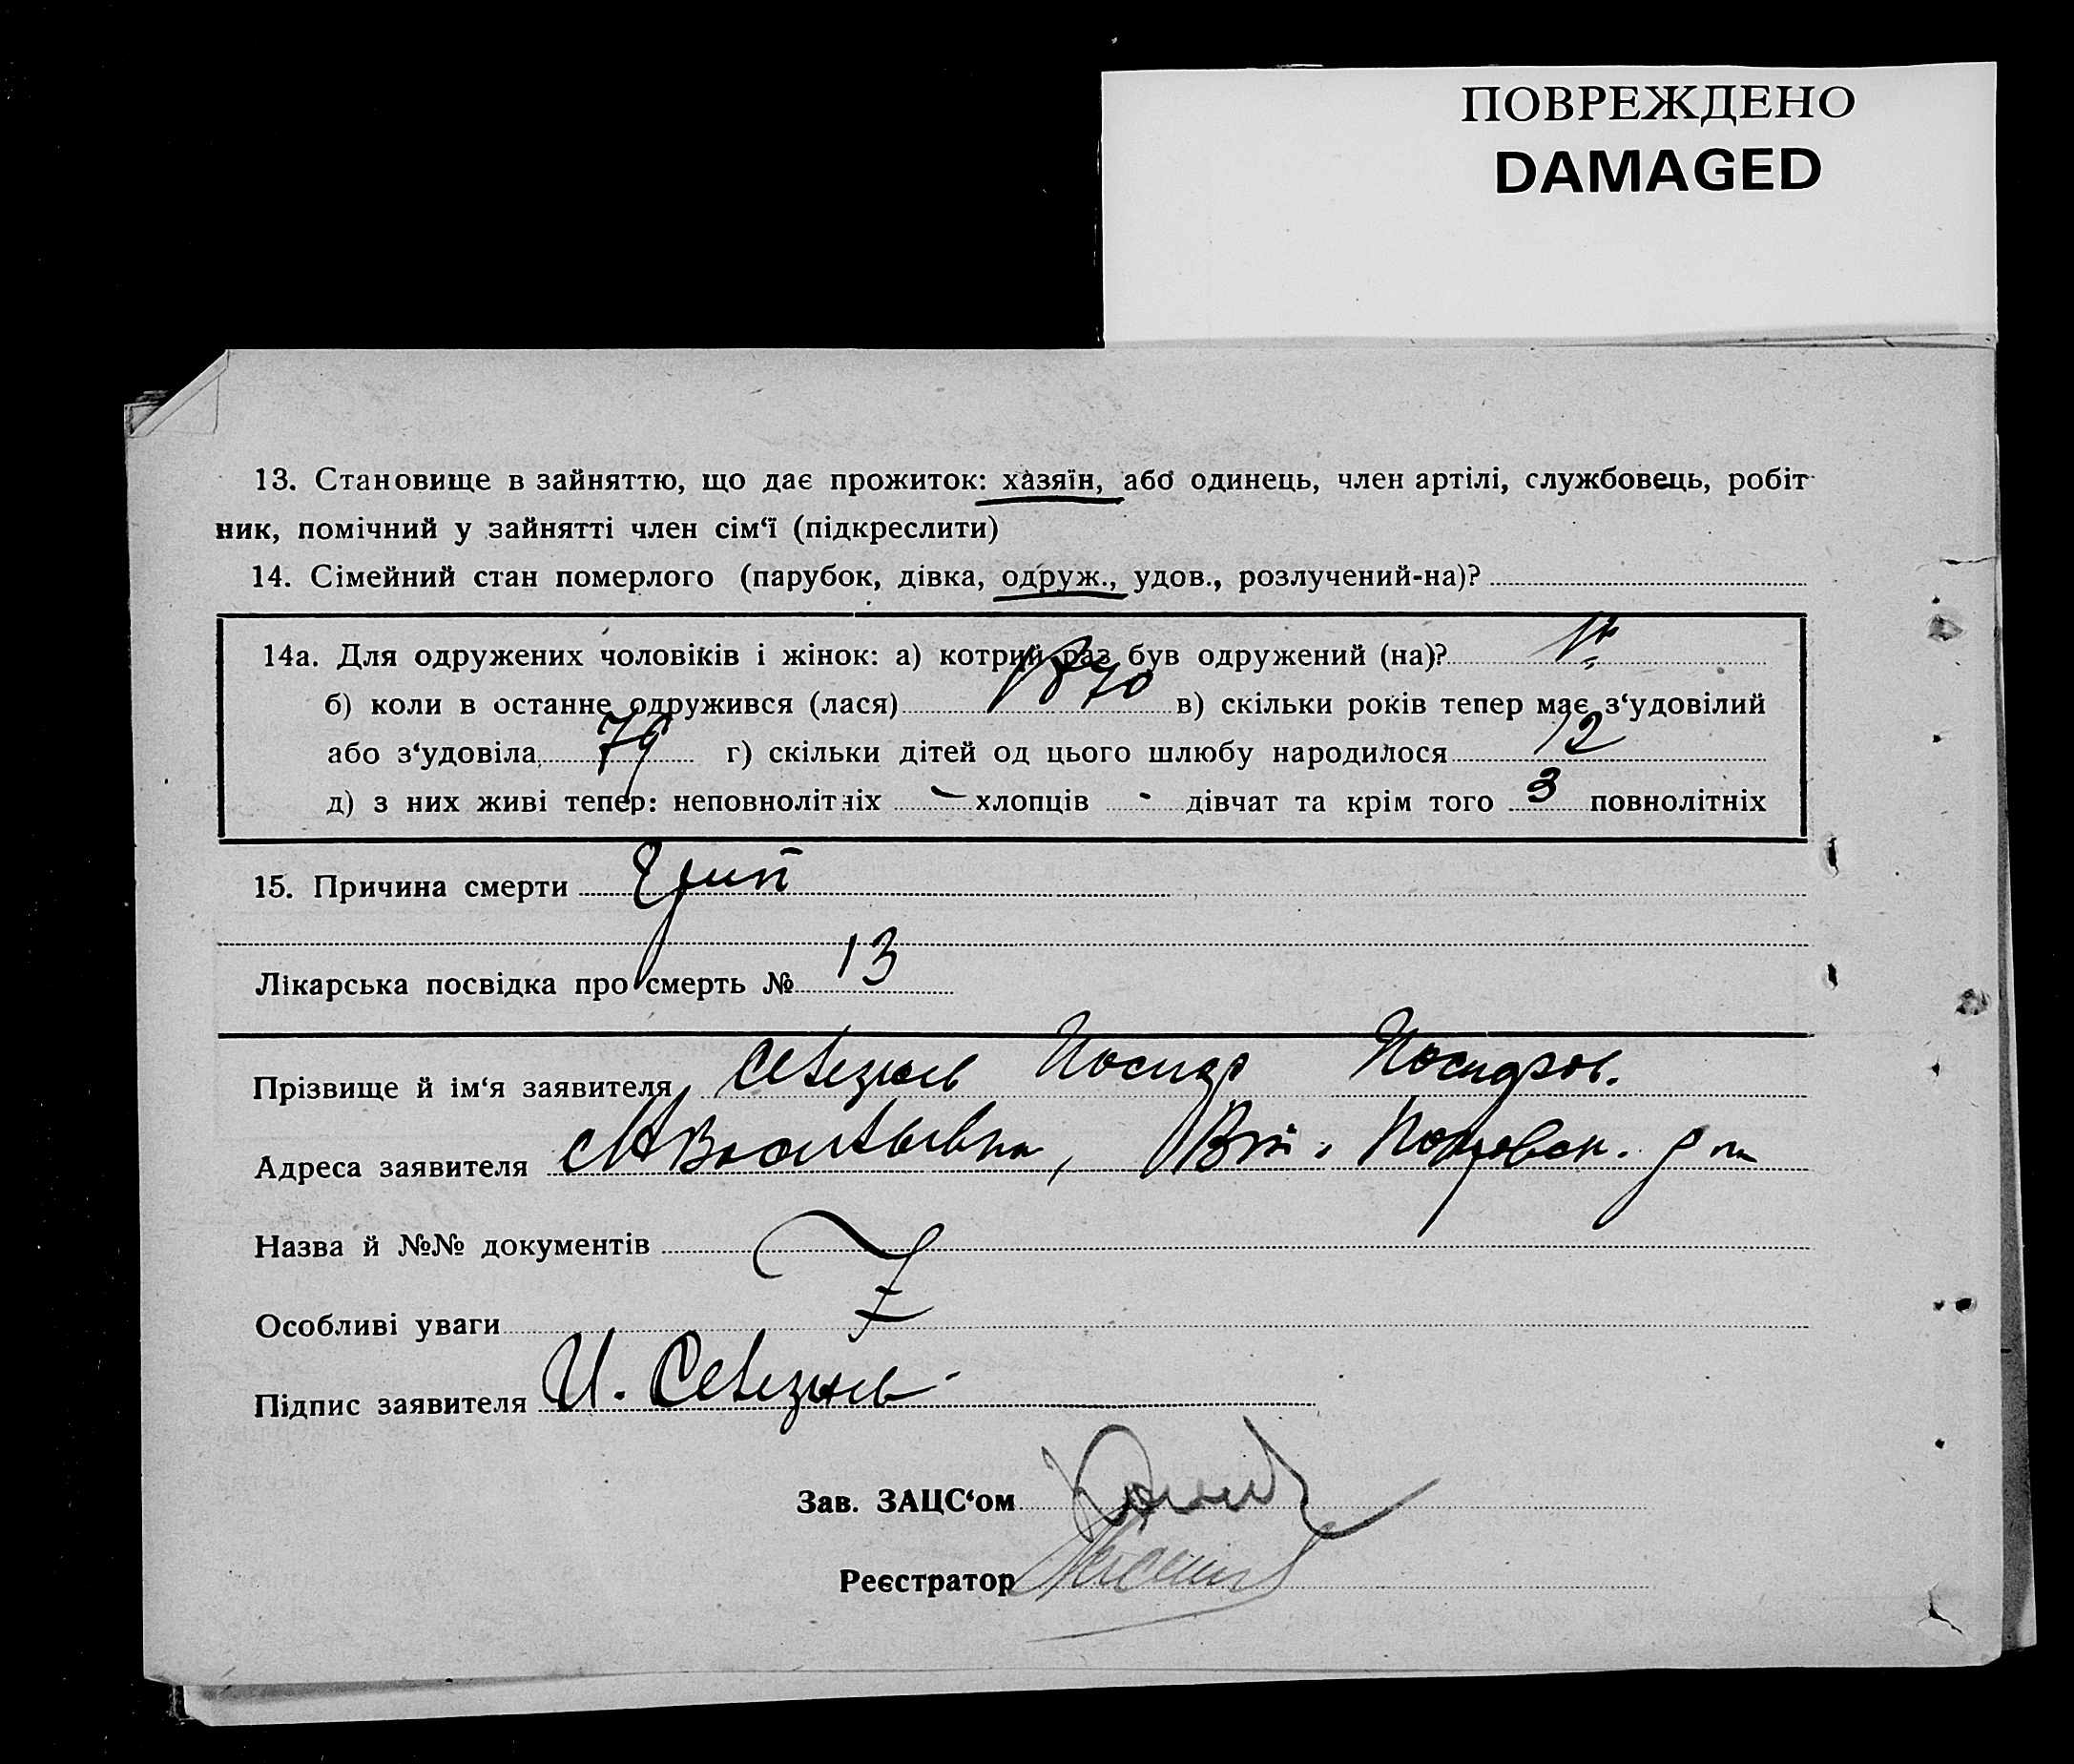 ПОВРЕЖДЕНО
DAMAGED
13. Становище в зайняттю, що дає прожиток: хазяїн, або одинець, член артілі, службовець, робіт-
ник, помічний у зайнятті член сім‘ї (підкреслити)
14. Сімейний стан померлого (парубок, дівка, одруж., удов., розлучений-на)?
14а. Для одружених чоловіків і жінок: а) котрий раз був одружений (на)?
б) коли в останнє одружився (лася) 1870 в) скільки років тепер має з‘удовілий
або з‘удовіла 79 г) скільки дітей од цього шлюбу народилося 12
д) з них живі тепер: неповнолітніх - хлопців - дівчат та крім того 3 повнолітніх
15. Причина смерти Грип
Лікарська посвідка про смерть № 13
Прізвище й ім‘я заявителя
Адреса заявителя
Назва й №№ документів
Особливі уваги
Підпис заявителя И.
Зав. ЗАЦС‘ом
Реєстратор